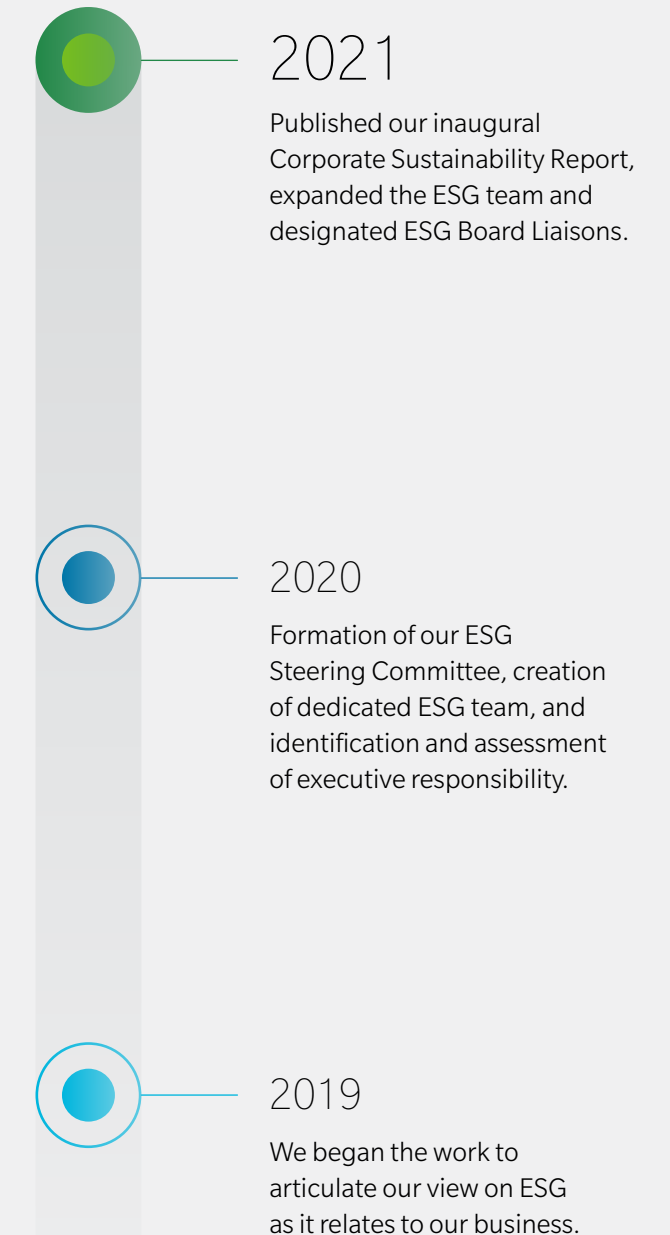 2021
Published our inaugural
Corporate Sustainability Report,
expanded the ESG team and
designated ESG Board Liaisons.
2020
Formation of our ESG
Steering Committee, creation
of dedicated ESG team, and
identification and assessment
of executive responsibility.
2019
We began the work to
articulate our view on ESG
as it relates to our business.